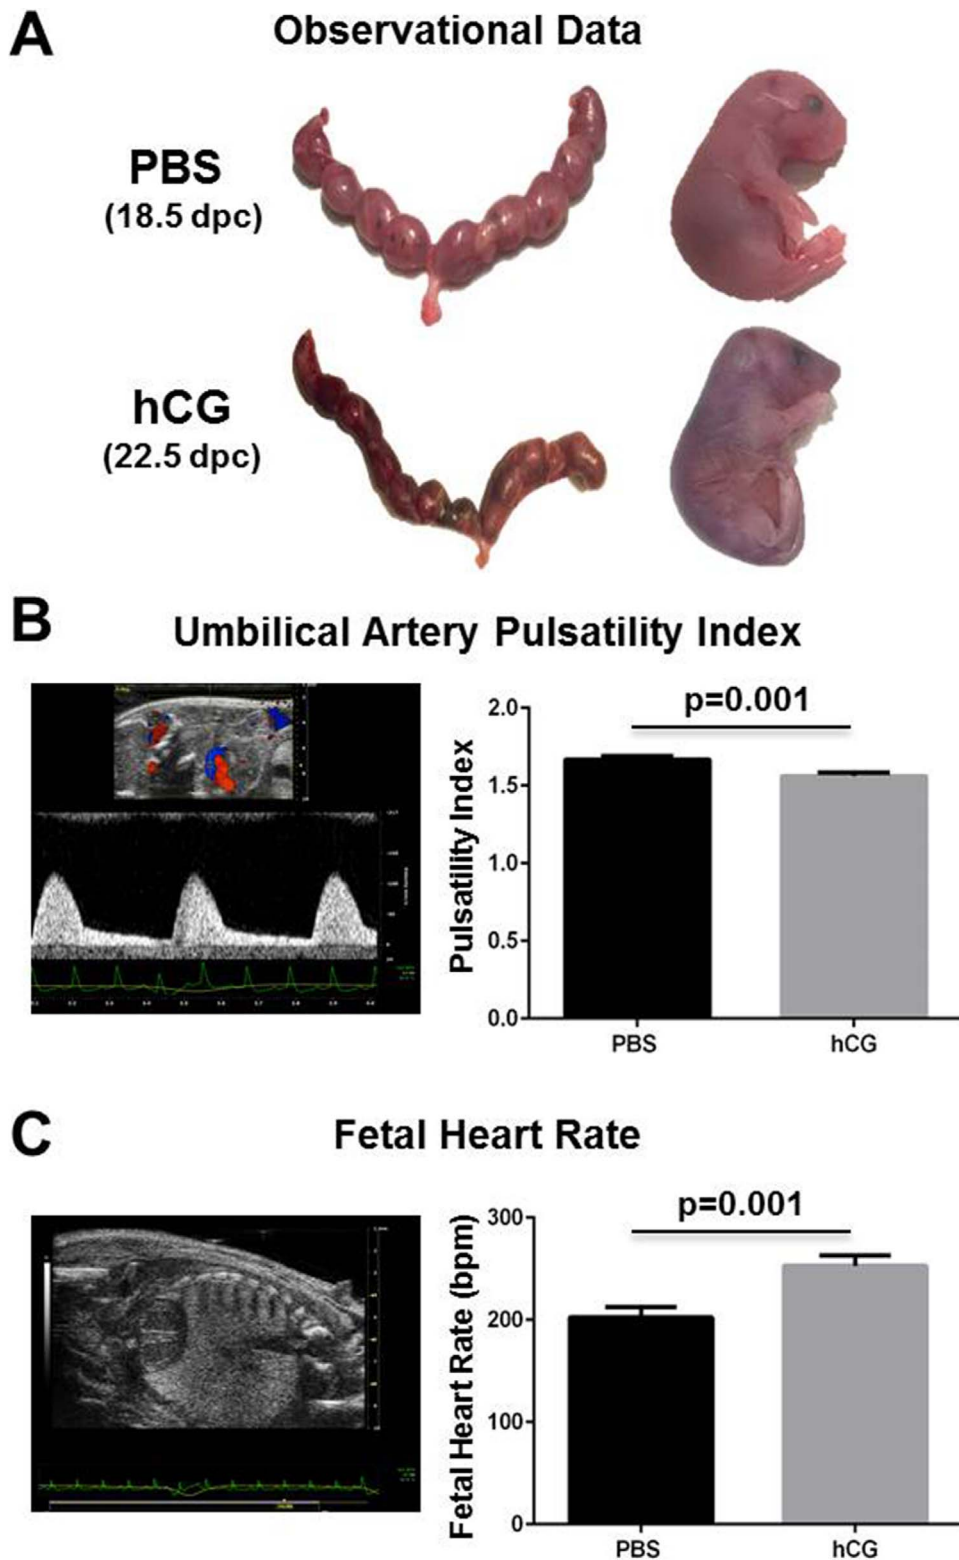 A
Observational Data
PBS
(18.5 dpc)
hCG
(22.5 dpc)
B
Umbilical Artery Pulsatility Index
p=0.001
Pulsatility Index
2.0
1.5
1.0
0.5
0.0
PBS
hCG
C
Fetal Heart Rate
p=0.001
Fetal Heart Rate (bpm)
300
200
100
0
PBS
hCG